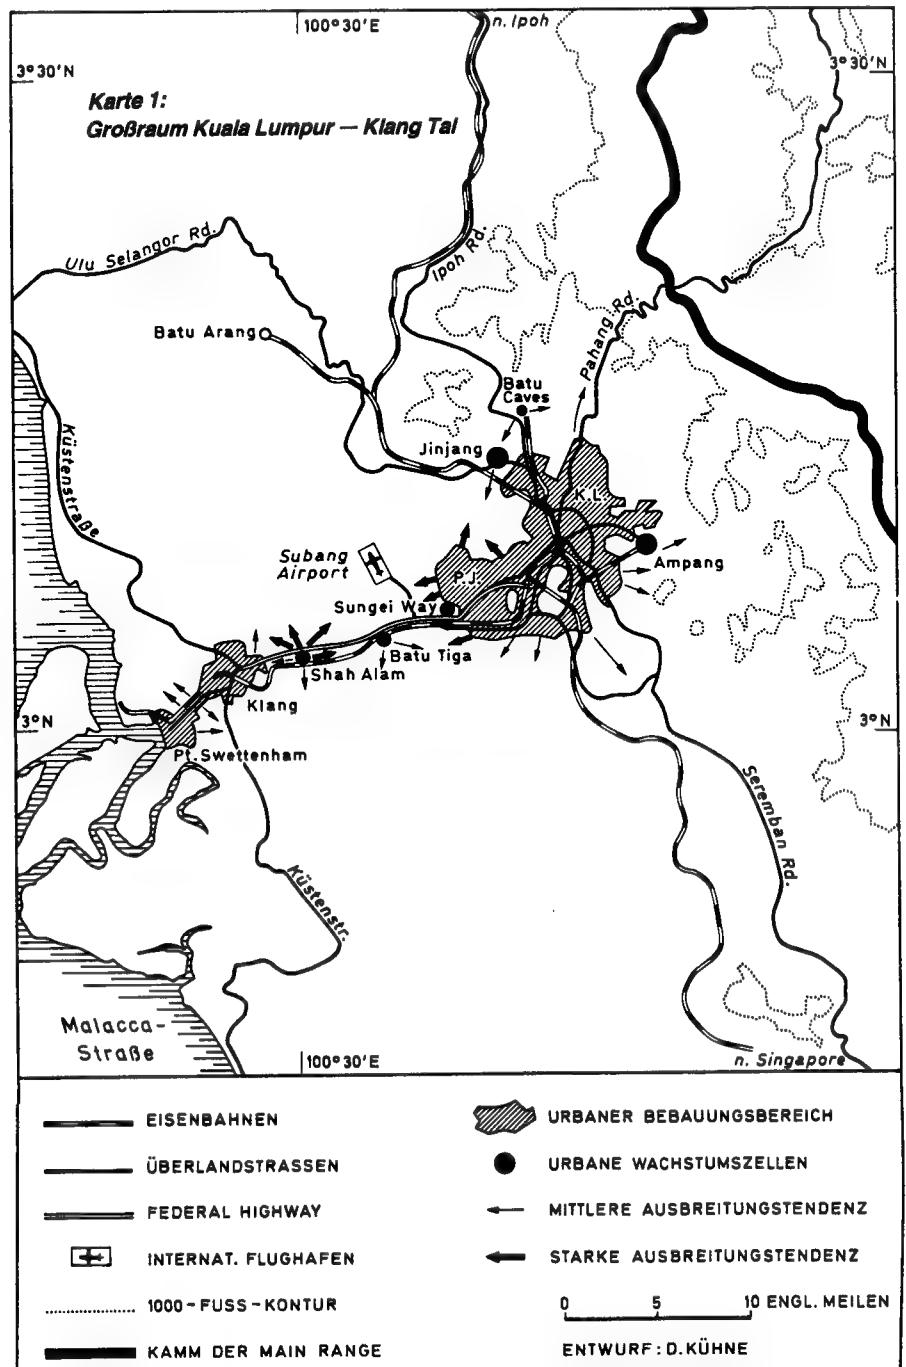 100°30'E
n. Ipoh
3°30'N
3°30'N
Karte 1:
Großraum Kuala Lumpur — Klang Tal
Ulu Selangor Rd.
Ipoh Rd.
Pahang-Rd.
Batu Arang
Batu
Caves
Küstenstraße
Jinjang
K.L.
Subang
Airport
Ampang
P.J.
Sungei Way
Batu Tiga
Shah Alam
Klang
3°N
3°N
Pt. Swettenham
Seremban Rd.
Küstenstr.
Malacca-
Straße
100°30'E
n. Singapore
EISENBAHNEN
ÜBERLANDSTRASSEN
FEDERAL HIGHWAY
INTERNAT. FLUGHAFEN
1000-FUSS-KONTUR
KAMM DER MAIN RANGE
URBANER BEBAUUNGSBEREICH
URBANE WACHSTUMSZELLEN
MITTLERE AUSBREITUNGSTENDENZ
STARKE AUSBREITUNGSTENDENZ
0 5 10 ENGL. MEILEN
ENTWURF: D. KÜHNE